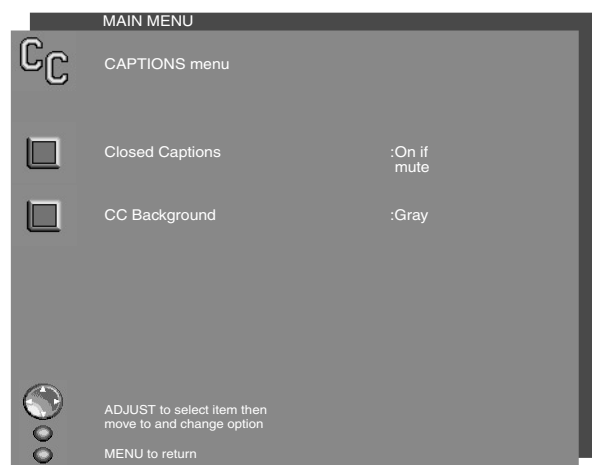 MAIN MENU
CC
CAPTIONS menu
Closed Captions :On if
mute
CC Background :Gray
ADJUST to select item then
move to and change option
MENU to return